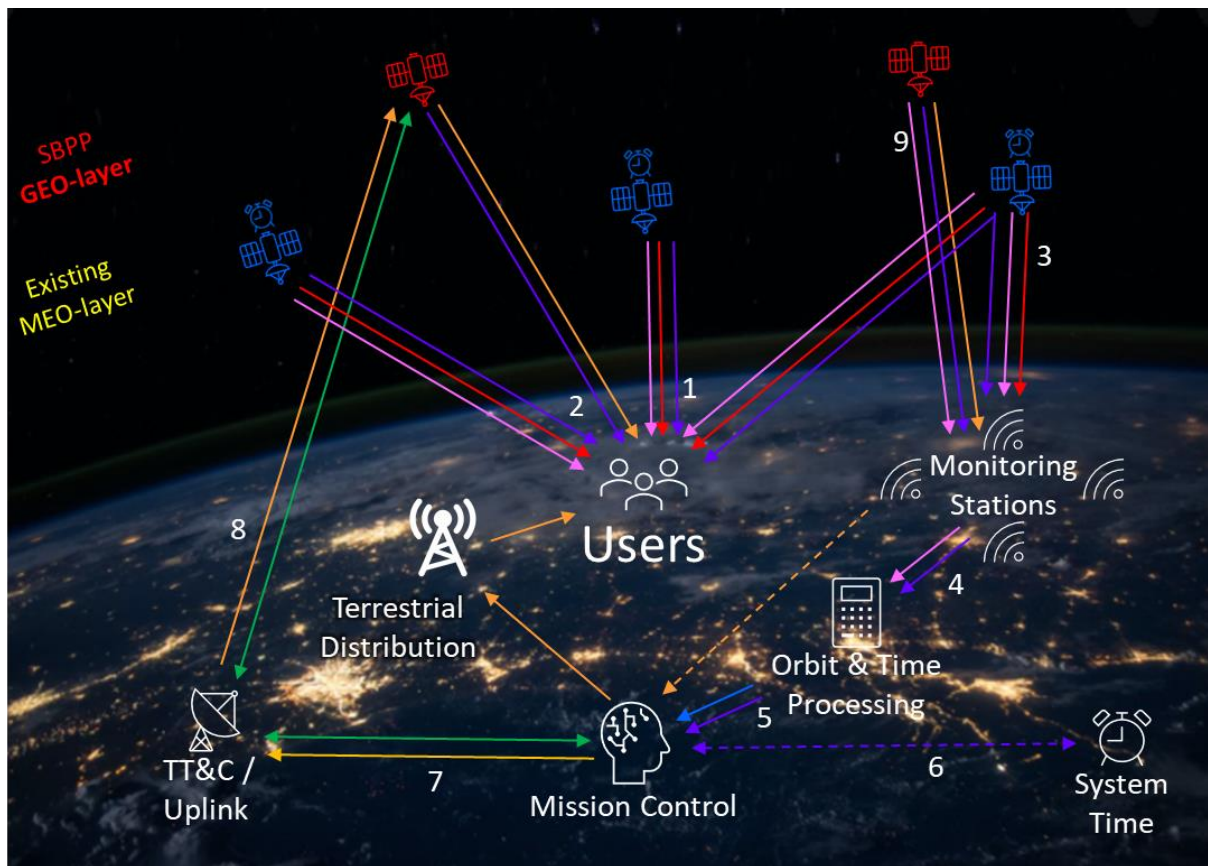 SBPP
GEO-layer
Existing
MEO-layer
9
3
1
2
8
Monitoring
Stations
Users
4
Terrestrial
Distribution
Orbit & Time
Processing
5
6
7
TT&C /
Uplink
Mission Control
System
Time